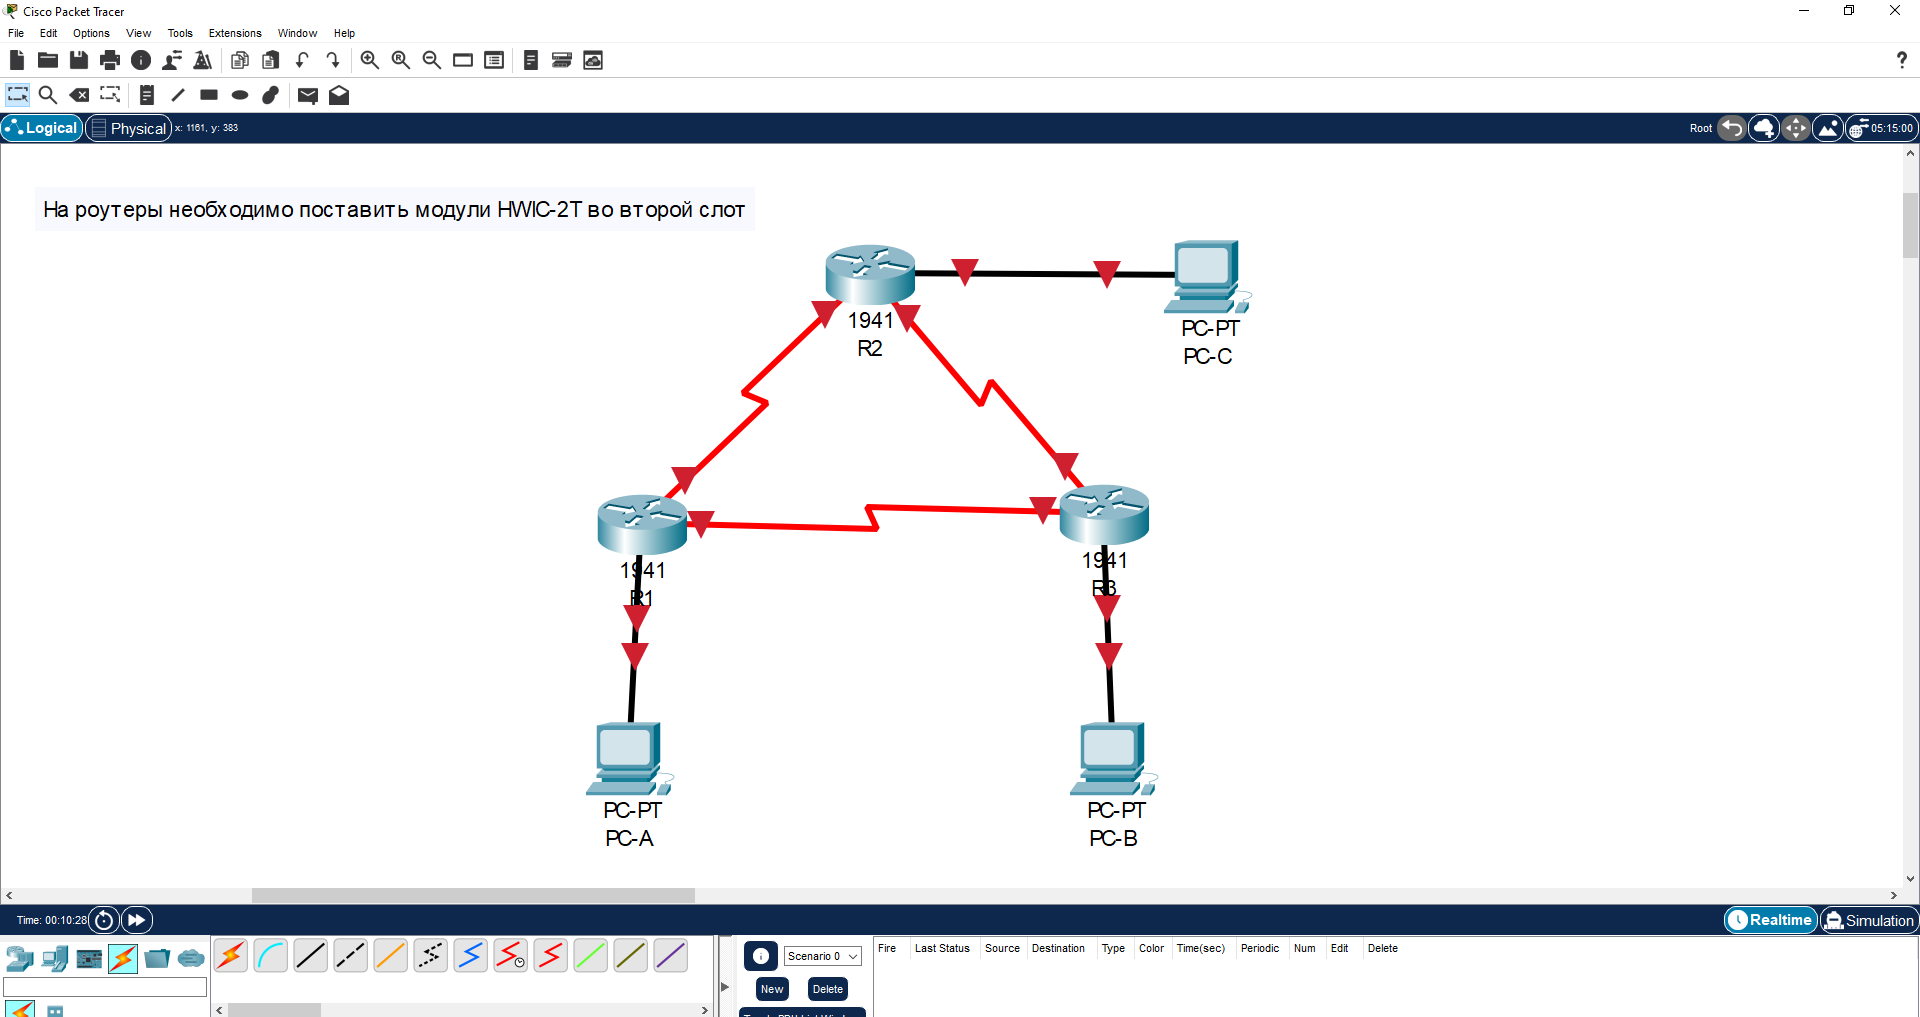 Cisco Packet Tracer
File Edit Options View Tools Extensions Window Help
Logical Physical x: 1161, y: 383 Root 05:15:00
На роутеры необходимо поставить модули HWIC-2T во второй слот
1941
R2
PC-PT
PC-C
1941
R1
1941
R3
PC-PT
PC-A
PC-PT
PC-B
Time: 00:10:28 Realtime Simulation
Scenario 0
New Delete
Fire Last Status Source Destination Type Color Time(sec) Periodic Num Edit Delete